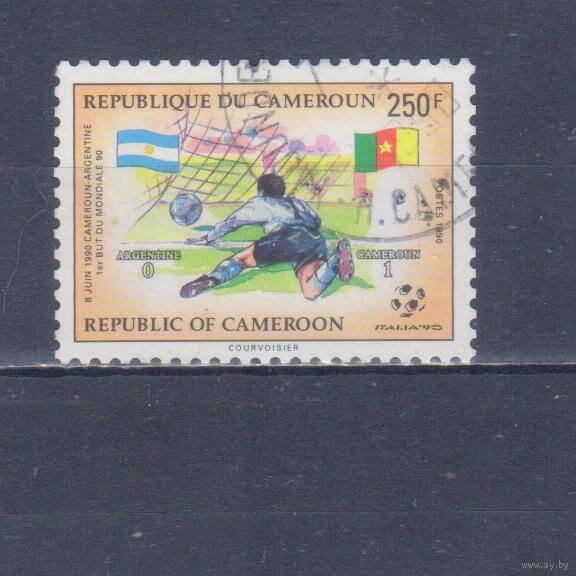 REPUBLIQUE DU CAMEROUN 250F
8 JUIN 1990 CAMEROUN-ARGENTINE
1er BUT DU MONDIALE 90
POSTES 1990
ARGENTINE
0
CAMEROUN
1
REPUBLIC OF CAMEROON
ITALIA'90
COURVOISIER
www.ay.by